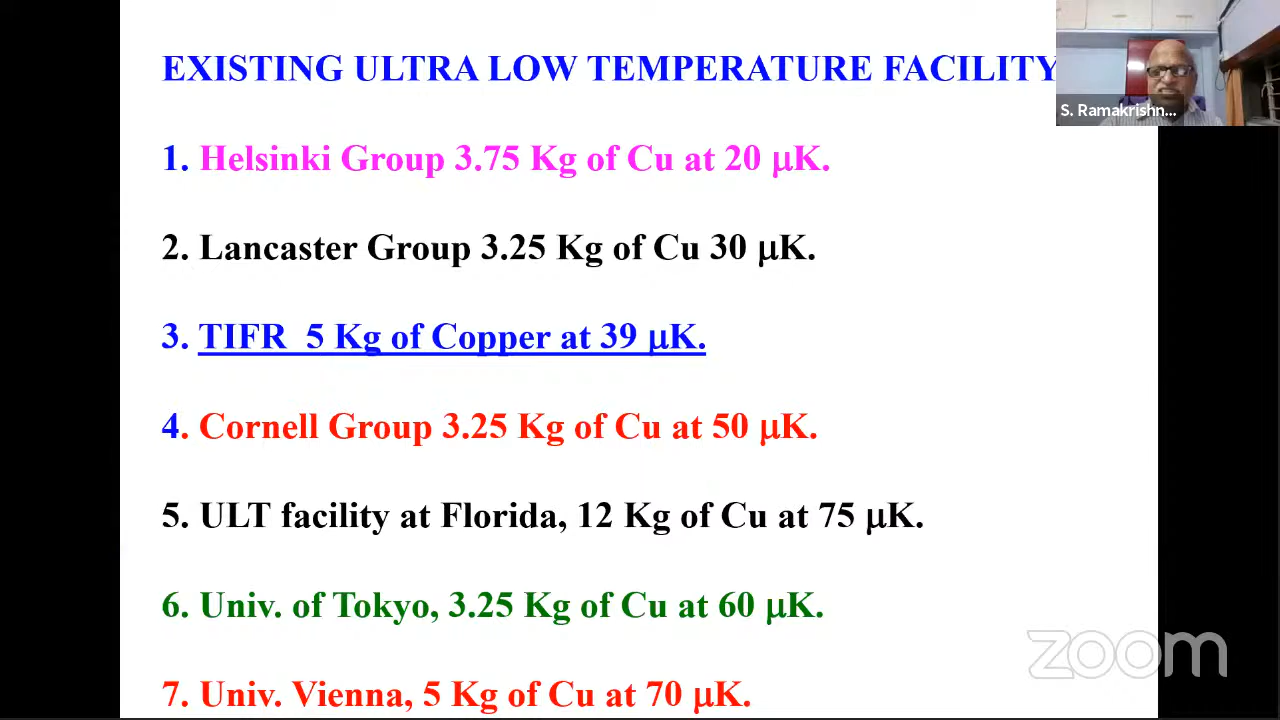 EXISTING ULTRA LOW TEMPERATURE FACILITY
S. Ramakrishn...
1. Helsinki Group 3.75 Kg of Cu at 20 μK.
2. Lancaster Group 3.25 Kg of Cu 30 μK.
3. TIFR 5 Kg of Copper at 39 μK.
4. Cornell Group 3.25 Kg of Cu at 50 μK.
5. ULT facility at Florida, 12 Kg of Cu at 75 μK.
6. Univ. of Tokyo, 3.25 Kg of Cu at 60 μK.
zoom
7. Univ. Vienna, 5 Kg of Cu at 70 μK.